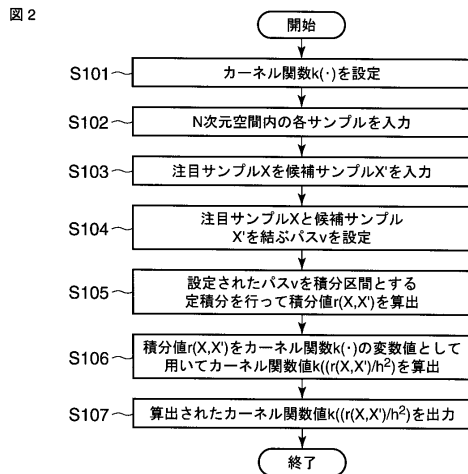 図2
開始
S101
カーネル関数k(·)を設定
S102
N次元空間内の各サンプルを入力
S103
注目サンプルXを候補サンプルX'を入力
S104
注目サンプルXと候補サンプル
X'を結ぶパスvを設定
S105
設定されたパスvを積分区間とする
定積分を行って積分値r(X,X')を算出
S106
積分値r(X,X')をカーネル関数k(·)の変数値として
用いてカーネル関数値k((r(X,X')/h²)を算出
S107
算出されたカーネル関数値k((r(X,X')/h²)を出力
終了